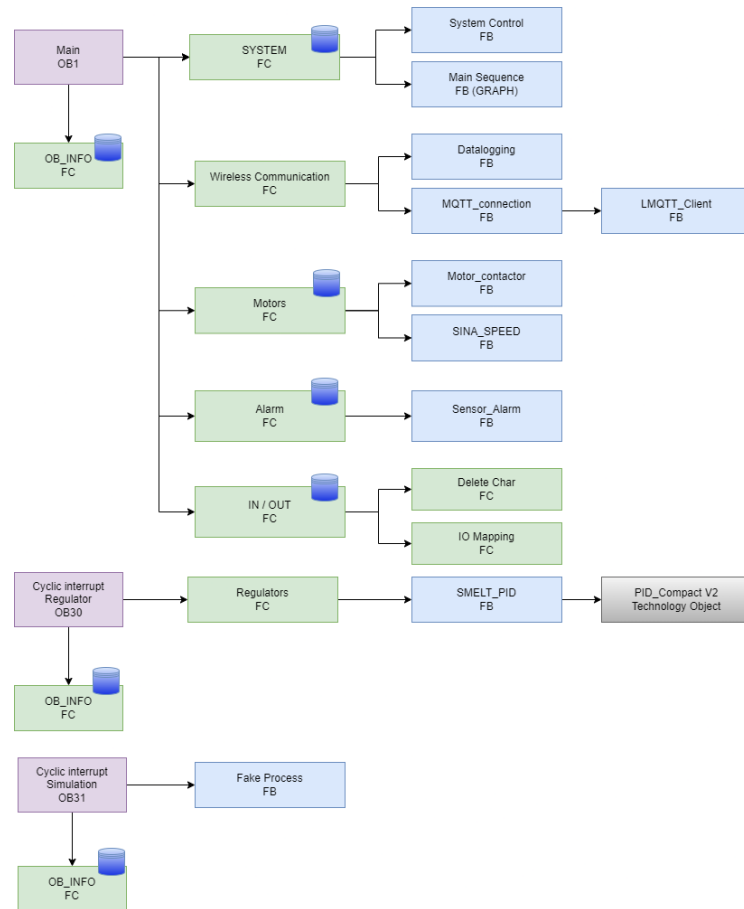 Main
OB1
SYSTEM
FC
System Control
FB
Main Sequence
FB (GRAPH)
OB_INFO
FC
Wireless Communication
FC
Datalogging
FB
MQTT_connection
FB
LMQTT_Client
FB
Motors
FC
Motor_contactor
FB
SINA_SPEED
FB
Alarm
FC
Sensor_Alarm
FB
IN / OUT
FC
Delete Char
FC
IO Mapping
FC
Cyclic interrupt
Regulator
OB30
Regulators
FC
SMELT_PID
FB
PID_Compact V2
Technology Object
OB_INFO
FC
Cyclic interrupt
Simulation
OB31
Fake Process
FB
OB_INFO
FC